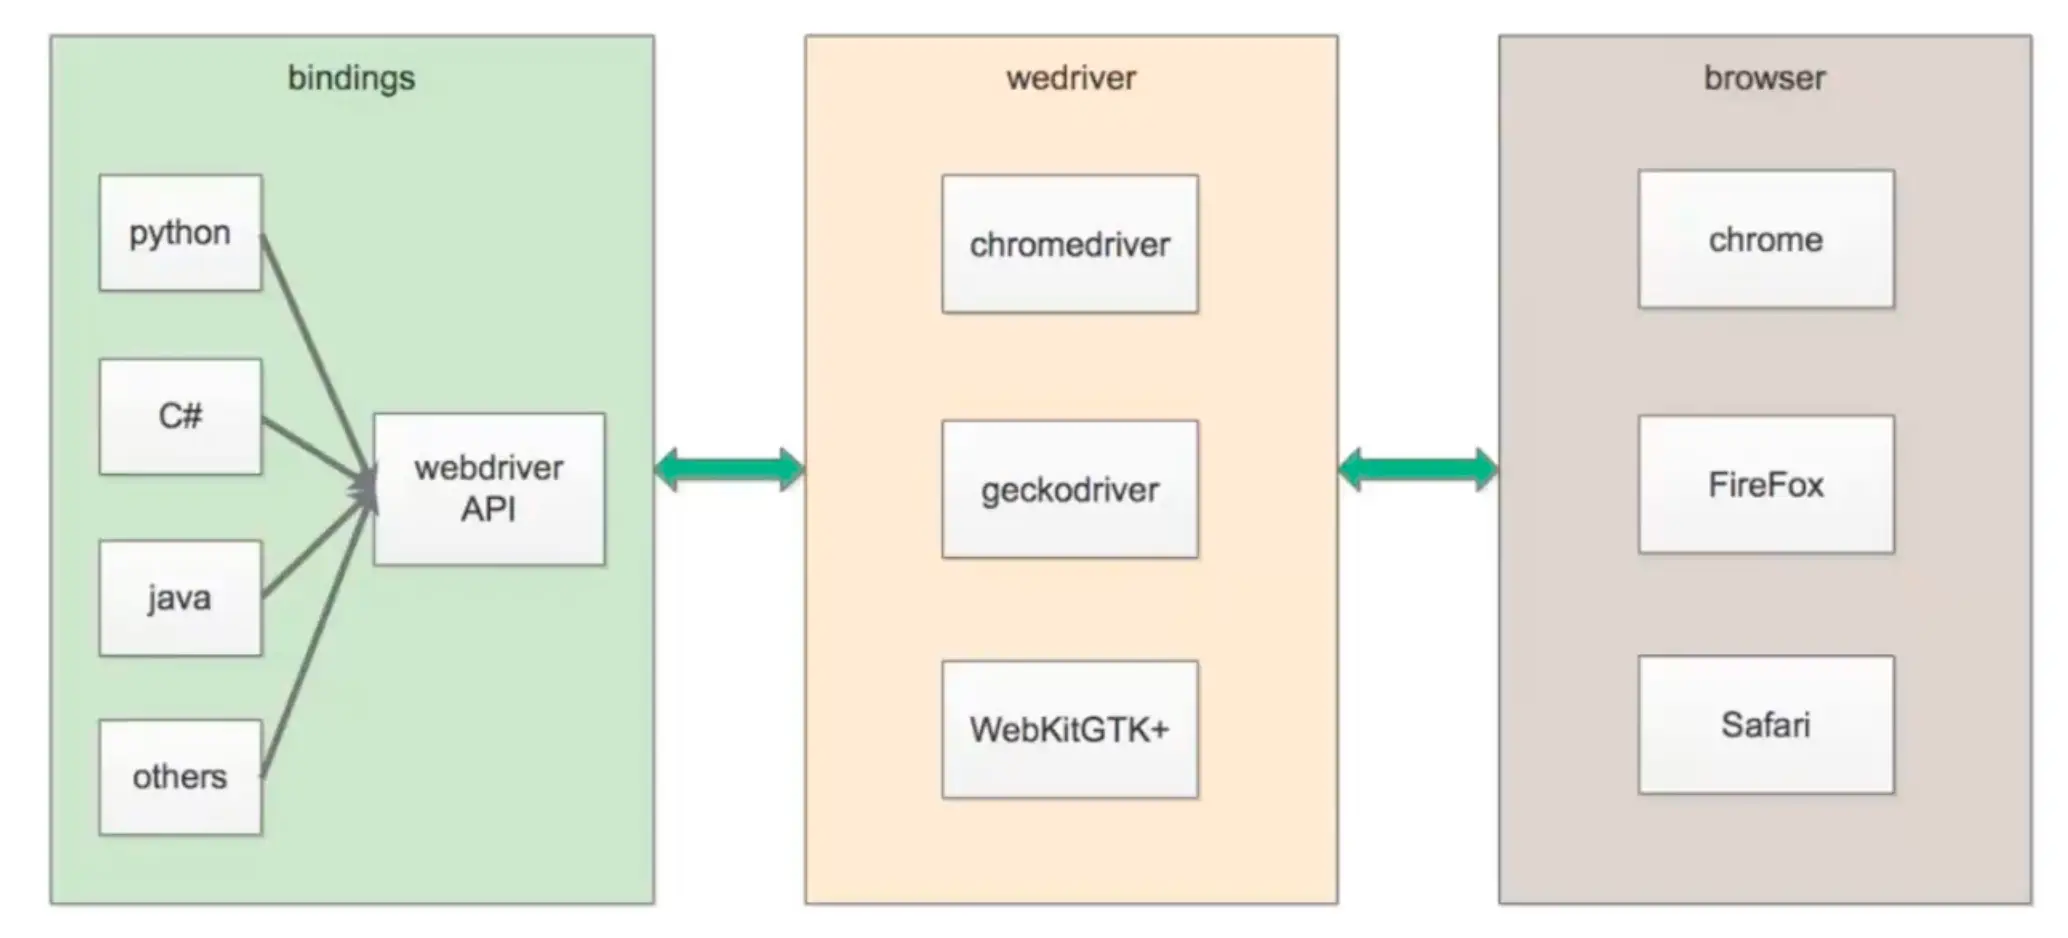 bindings
python
C#
java
others
webdriver
API
wedriver
chromedriver
geckodriver
WebKitGTK+
browser
chrome
FireFox
Safari